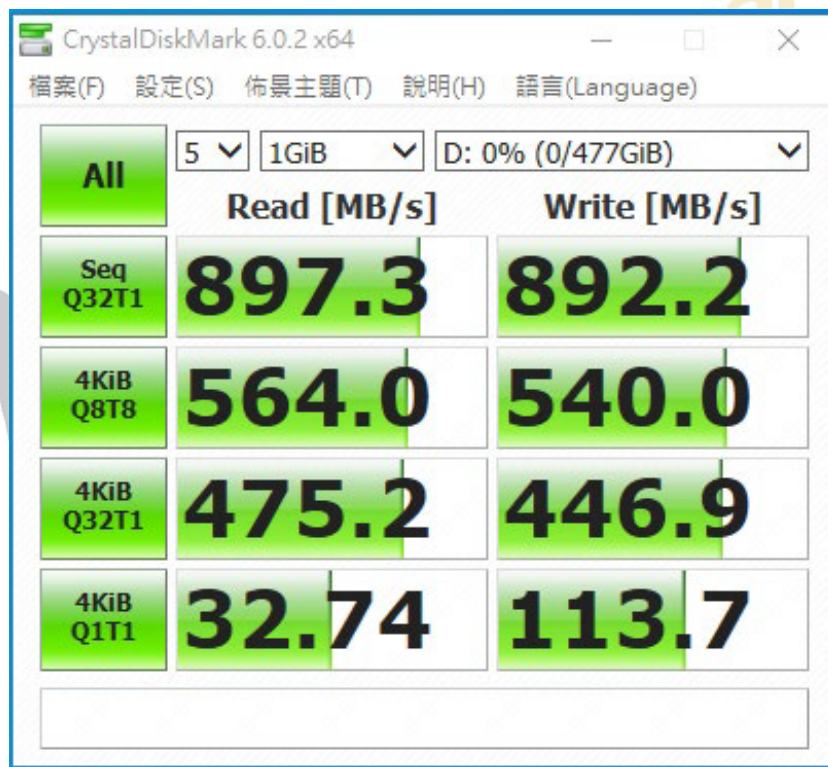 CrystalDiskMark 6.0.2 x64
檔案(F) 設定(S) 佈景主題(T) 說明(H) 語言(Language)
All 5 1GiB D: 0% (0/477GiB)
Read [MB/s] Write [MB/s]
Seq Q32T1 897.3 892.2
4KiB Q8T8 564.0 540.0
4KiB Q32T1 475.2 446.9
4KiB Q1T1 32.74 113.7